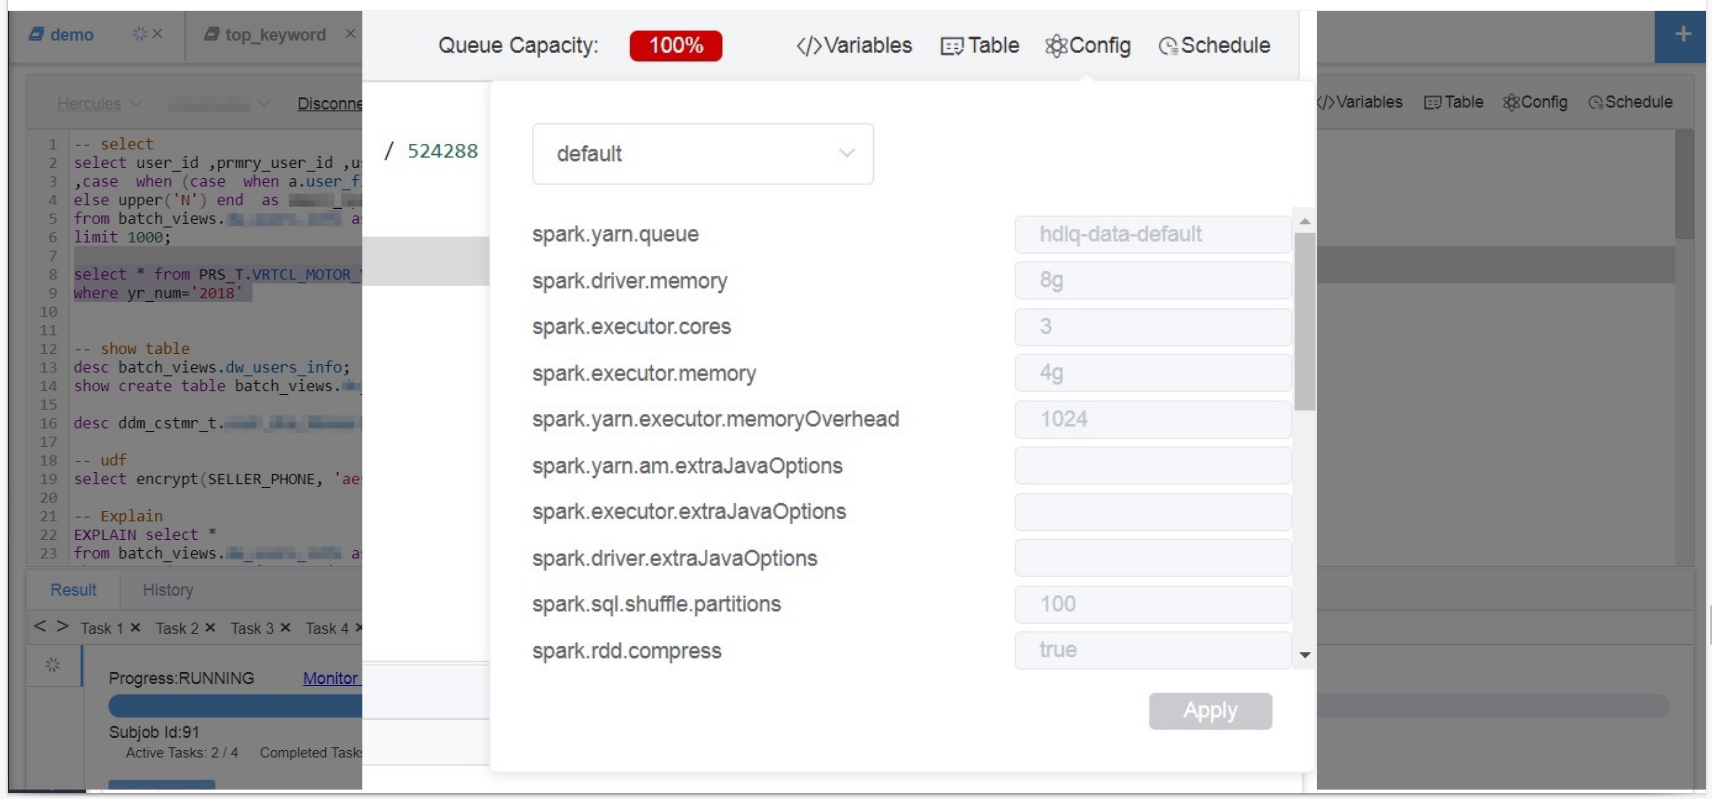 demo
top_keyword
Queue Capacity: 100% </>Variables Table Config Schedule
Hercules
Disconne
</>Variables Table Config Schedule
/ 524288
1 -- select
2 select user_id ,prmry_user_id ,u
3 ,case when (case when a.user_f
4 else upper('N') end as
5 from batch_views. a
6 limit 1000;
7
8 select * from PRS_T.VRTCL_MOTOR_
9 where yr_num='2018'
10
11
12 -- show table
13 desc batch_views.dw_users_info;
14 show create table batch_views.
15
16 desc ddm_cstmr_t.
17
18 -- udf
19 select encrypt(SELLER_PHONE, 'ae
20
21 -- Explain
22 EXPLAIN select *
23 from batch_views. a
default
spark.yarn.queue hdlq-data-default
spark.driver.memory 8g
spark.executor.cores 3
spark.executor.memory 4g
spark.yarn.executor.memoryOverhead 1024
spark.yarn.am.extraJavaOptions
spark.executor.extraJavaOptions
spark.driver.extraJavaOptions
spark.sql.shuffle.partitions 100
spark.rdd.compress true
Apply
Result History
< > Task 1 × Task 2 × Task 3 × Task 4 ×
Progress:RUNNING Monitor
Subjob Id:91
Active Tasks: 2 / 4 Completed Task